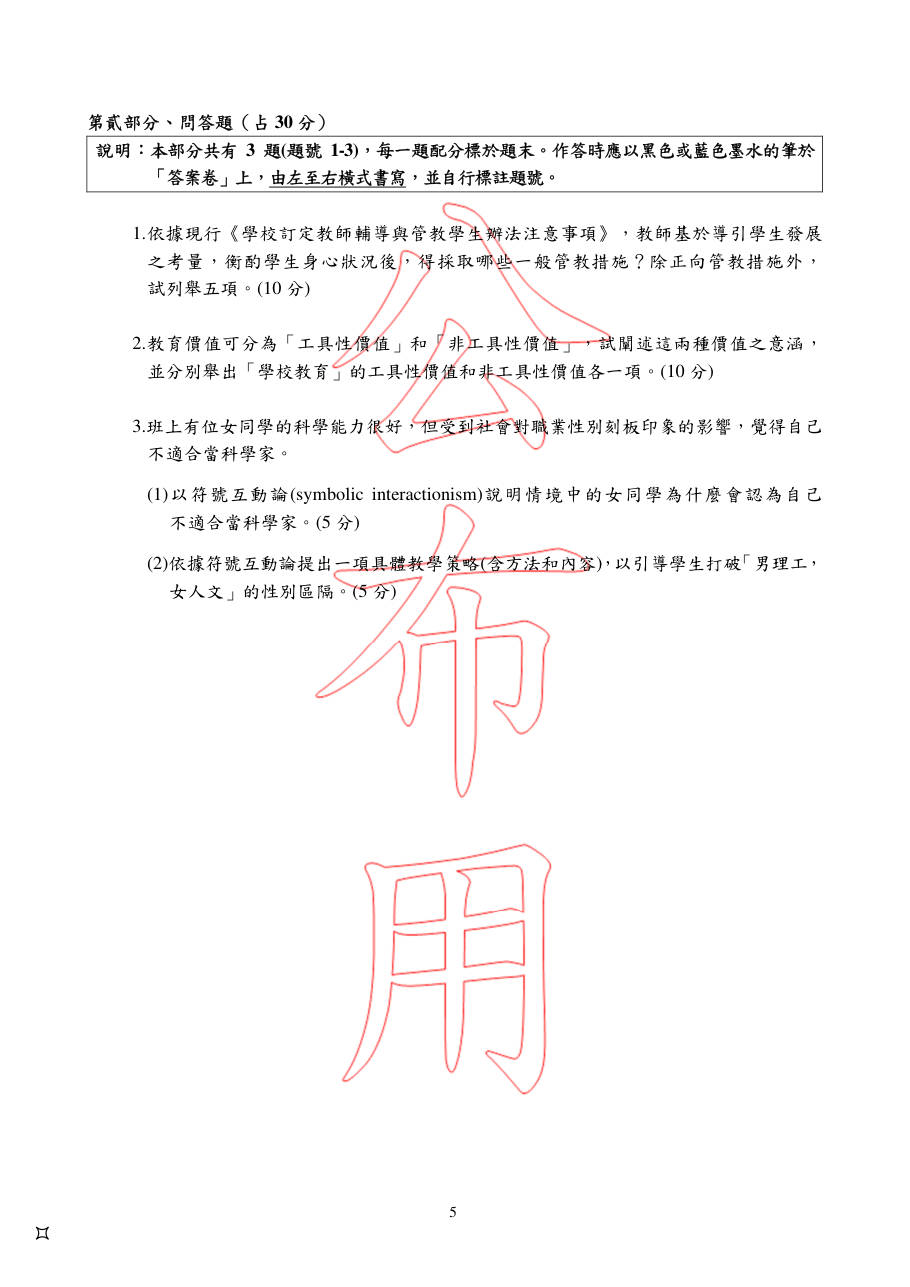 第貳部分、問答題（占 30 分）
說明：本部分共有 3 題(題號 1-3)，每一題配分標於題末。作答時應以黑色或藍色墨水的筆於
「答案卷」上，由左至右橫式書寫，並自行標註題號。
1.依據現行《學校訂定教師輔導與管教學生辦法注意事項》，教師基於導引學生發展
之考量，衡酌學生身心狀況後，得採取哪些一般管教措施？除正向管教措施外，
試列舉五項。(10 分)
2.教育價值可分為「工具性價值」和「非工具性價值」，試闡述這兩種價值之意涵，
並分別舉出「學校教育」的工具性價值和非工具性價值各一項。(10 分)
3.班上有位女同學的科學能力很好，但受到社會對職業性別刻板印象的影響，覺得自己
不適合當科學家。
(1)以符號互動論(symbolic interactionism)說明情境中的女同學為什麼會認為自己
不適合當科學家。(5 分)
(2)依據符號互動論提出一項具體教學策略(含方法和內容)，以引導學生打破「男理工，
女人文」的性別區隔。(5 分)
公
布
用
5